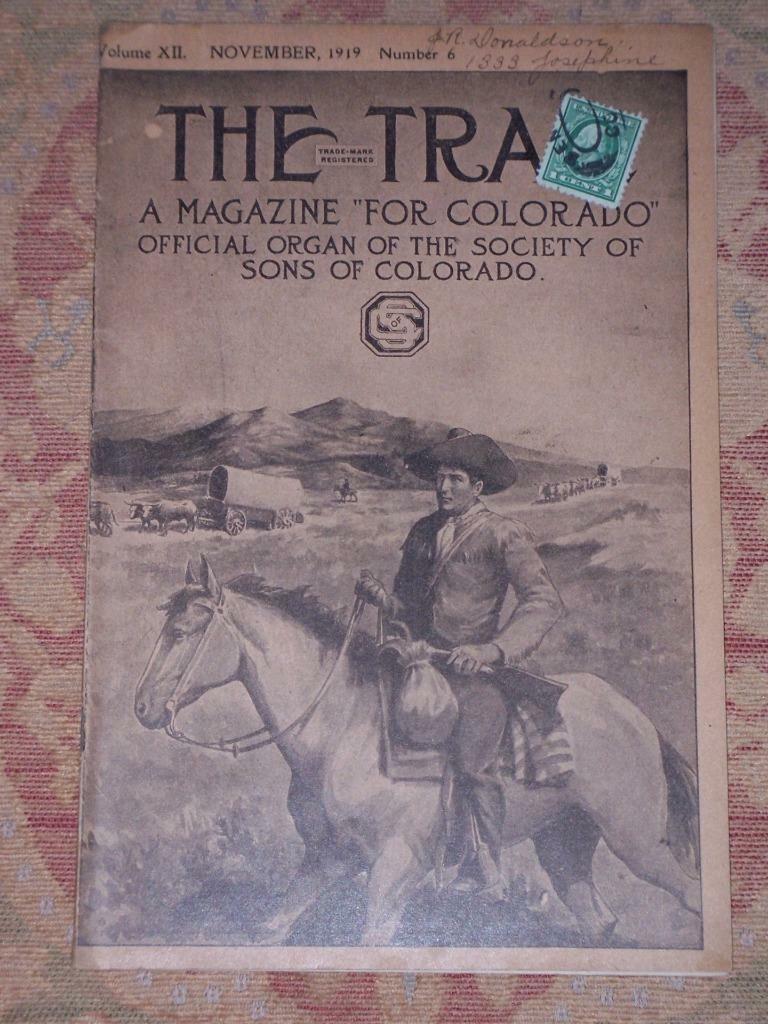 Volume XII. NOVEMBER, 1919 Number 6
Donaldson
1333 Josephine
THE TRA
TRADE-MARK
REGISTERED
A MAGAZINE "FOR COLORADO"
OFFICIAL ORGAN OF THE SOCIETY OF
SONS OF COLORADO.
S OF C